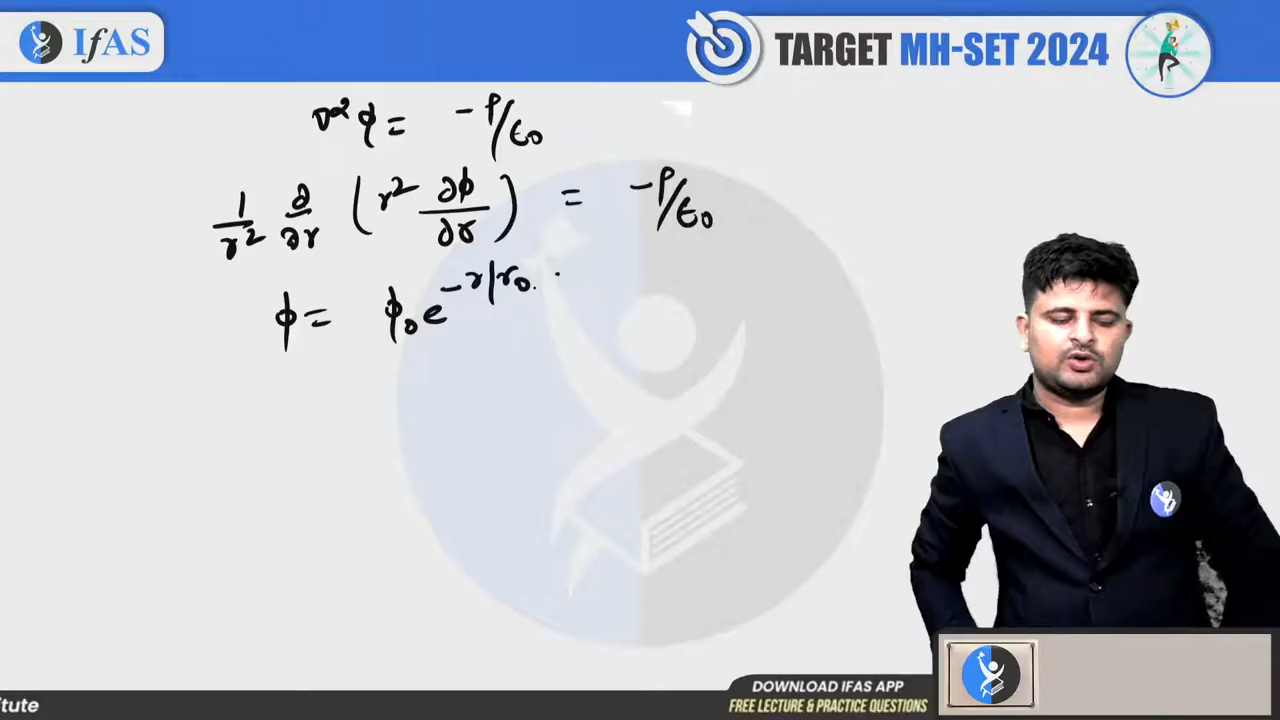 IfAS
TARGET MH-SET 2024
∇²ϕ = -ρ/ε₀
1/r² ∂/∂r (r² ∂ϕ/∂r) = -ρ/ε₀
ϕ = ϕ₀e^-r/r₀.
DOWNLOAD IFAS APP
FREE LECTURE & PRACTICE QUESTIONS
tute